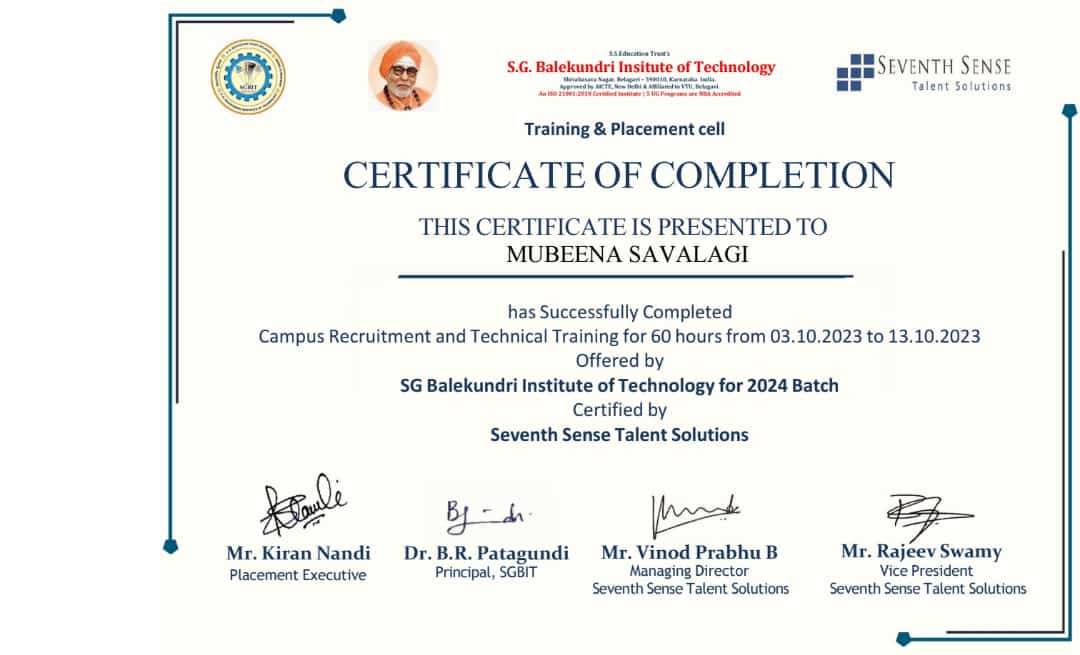 SGBIT
S.S.Education Trust's
S.G. Balekundri Insitute of Technology
Shivabasava Nagar, Belagavi – 590010, Karnataka. India.
Approved by AICTE, New Delhi & Affiliated to VTU, Belagavi
An ISO 21001:2018 Certified Institute | 5 UG Programs are NBA Accredited
SEVENTH SENSE
Talent Solutions
Training & Placement cell
CERTIFICATE OF COMPLETION
THIS CERTIFICATE IS PRESENTED TO
MUBEENA SAVALAGI
has Successfully Completed
Campus Recruitment and Technical Training for 60 hours from 03.10.2023 to 13.10.2023
Offered by
SG Balekundri Institute of Technology for 2024 Batch
Certified by
Seventh Sense Talent Solutions
Mr. Kiran Nandi
Placement Executive
Dr. B.R. Patagundi
Principal, SGBIT
Mr. Vinod Prabhu B
Managing Director
Seventh Sense Talent Solutions
Mr. Rajeev Swamy
Vice President
Seventh Sense Talent Solutions